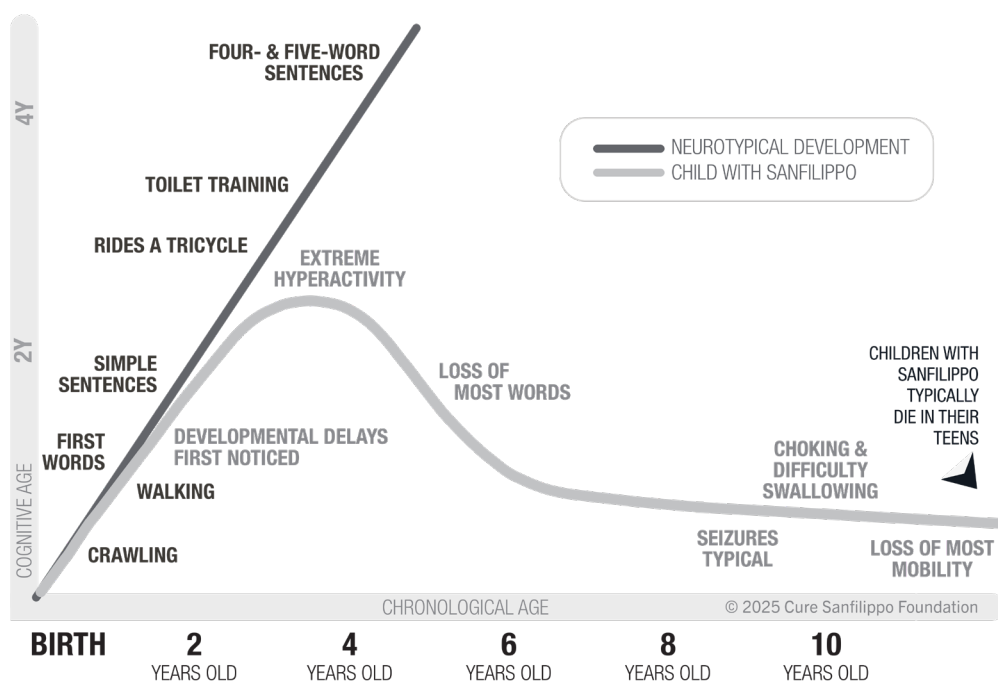 FOUR- & FIVE-WORD
SENTENCES
4Y
TOILET TRAINING
NEUROTYPICAL DEVELOPMENT
CHILD WITH SANFILIPPO
RIDES A TRICYCLE
EXTREME
HYPERACTIVITY
2Y
SIMPLE
SENTENCES
LOSS OF
MOST WORDS
CHILDREN WITH
SANFILIPPO
TYPICALLY
DIE IN THEIR
TEENS
FIRST
WORDS
DEVELOPMENTAL DELAYS
FIRST NOTICED
WALKING
CHOKING &
DIFFICULTY
SWALLOWING
COGNITIVE AGE
CRAWLING
SEIZURES
TYPICAL
LOSS OF MOST
MOBILITY
CHRONOLOGICAL AGE
© 2025 Cure Sanfilippo Foundation
BIRTH
2
YEARS OLD
4
YEARS OLD
6
YEARS OLD
8
YEARS OLD
10
YEARS OLD